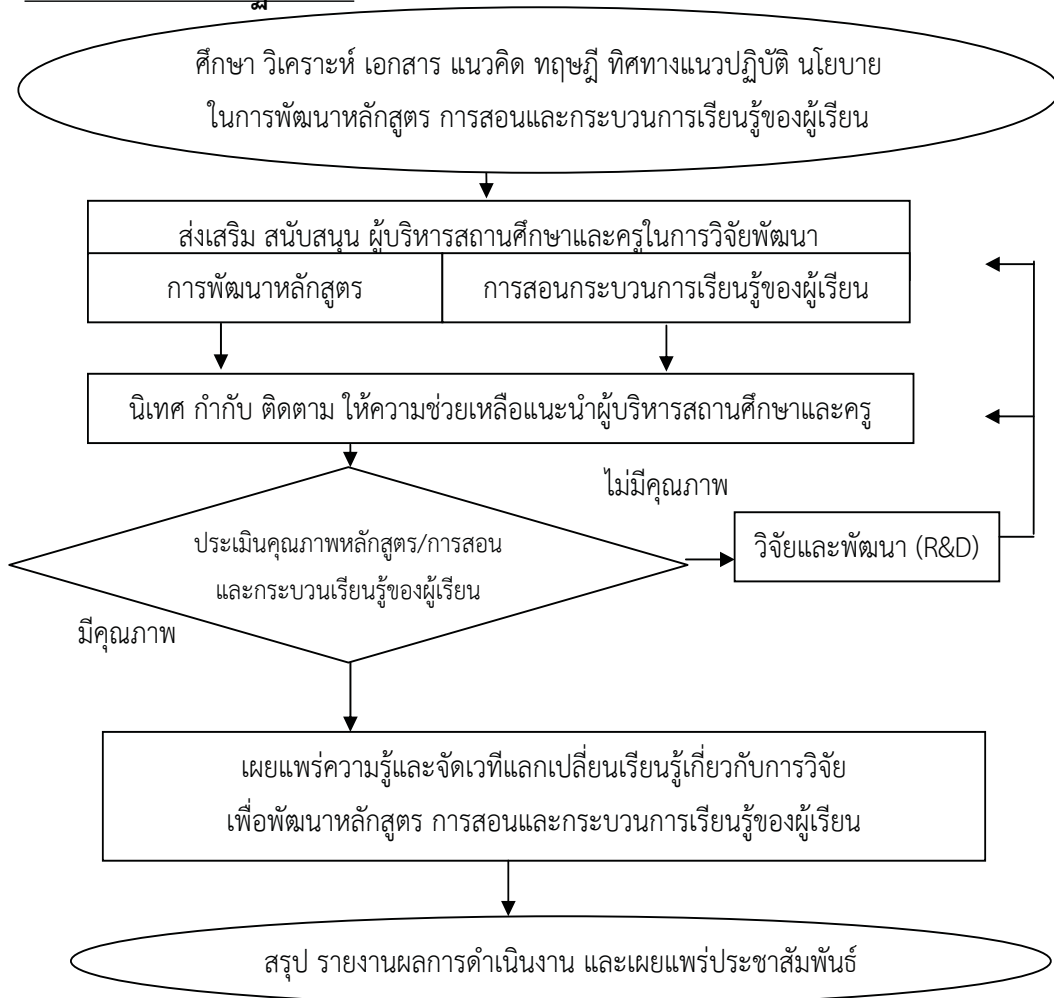 ศึกษา วิเคราะห์ เอกสาร แนวคิด ทฤษฎี ทิศทางแนวปฏิบัติ นโยบาย
ในการพัฒนาหลักสูตร การสอนและกระบวนการเรียนรู้ของผู้เรียน
ส่งเสริม สนับสนุน ผู้บริหารสถานศึกษาและครูในการวิจัยพัฒนา
การพัฒนาหลักสูตร
การสอนกระบวนการเรียนรู้ของผู้เรียน
นิเทศ กำกับ ติดตาม ให้ความช่วยเหลือแนะนำผู้บริหารสถานศึกษาและครู
ไม่มีคุณภาพ
ประเมินคุณภาพหลักสูตร/การสอน
และกระบวนเรียนรู้ของผู้เรียน
วิจัยและพัฒนา (R&D)
มีคุณภาพ
เผยแพร่ความรู้และจัดเวทีแลกเปลี่ยนเรียนรู้เกี่ยวกับการวิจัย
เพื่อพัฒนาหลักสูตร การสอนและกระบวนการเรียนรู้ของผู้เรียน
สรุป รายงานผลการดำเนินงาน และเผยแพร่ประชาสัมพันธ์